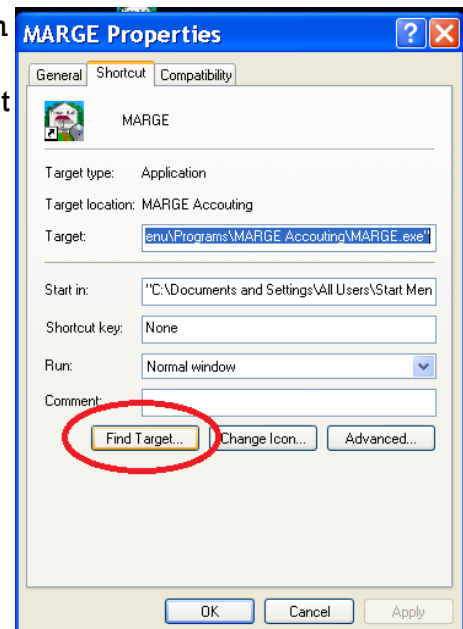 n
MARGE Properties
t
General Shortcut Compatibility
MARGE
Target type: Application
Target location: MARGE Accouting
Target: enu\Programs\MARGE Accouting\MARGE.exe"
Start in: "C:\Documents and Settings\All Users\Start Men
Shortcut key: None
Run: Normal window
Comment:
Find Target... Change Icon... Advanced...
OK Cancel Apply